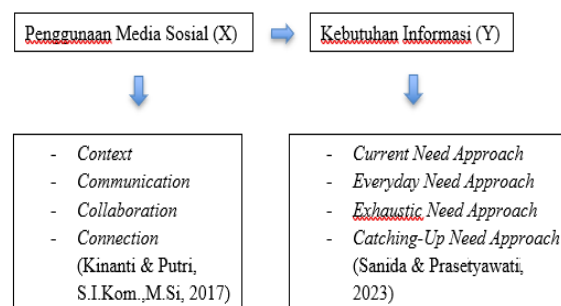 Penggunaan Media Sosial (X)
Kebutuhan Informasi (Y)
- Context
- Communication
- Collaboration
- Connection
(Kinanti & Putri,
S.I.Kom.,M.Si, 2017)
- Current Need Approach
- Everyday Need Approach
- Exhaustic Need Approach
- Catching-Up Need Approach
(Sanida & Prasetyawati,
2023)